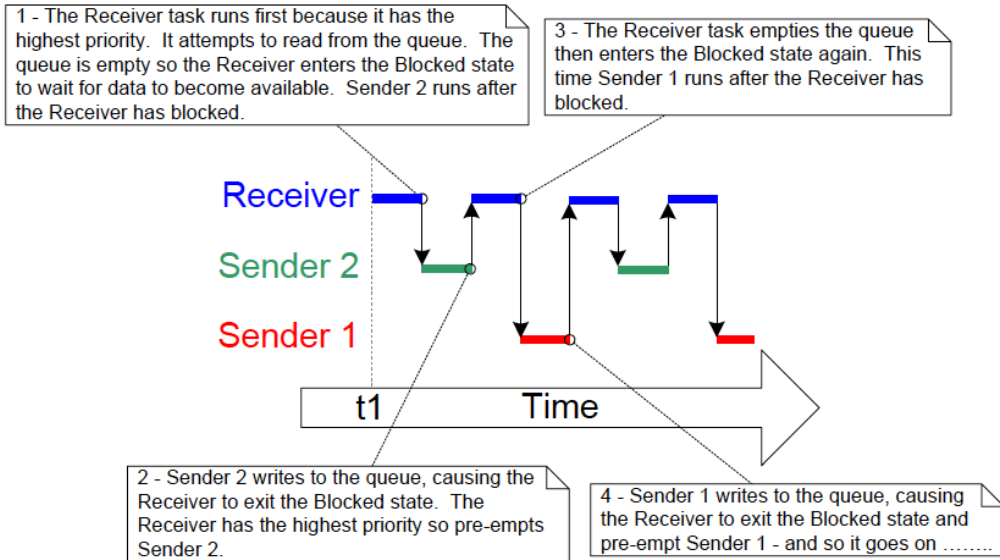 1 - The Receiver task runs first because it has the
highest priority.  It attempts to read from the queue.  The
queue is empty so the Receiver enters the Blocked state
to wait for data to become available.  Sender 2 runs after
the Receiver has blocked.
3 - The Receiver task empties the queue
then enters the Blocked state again.  This
time Sender 1 runs after the Receiver has
blocked.
Receiver
Sender 2
Sender 1
t1
Time
2 - Sender 2 writes to the queue, causing the
Receiver to exit the Blocked state.  The
Receiver has the highest priority so pre-empts
Sender 2.
4 - Sender 1 writes to the queue, causing
the Receiver to exit the Blocked state and
pre-empt Sender 1 - and so it goes on ........